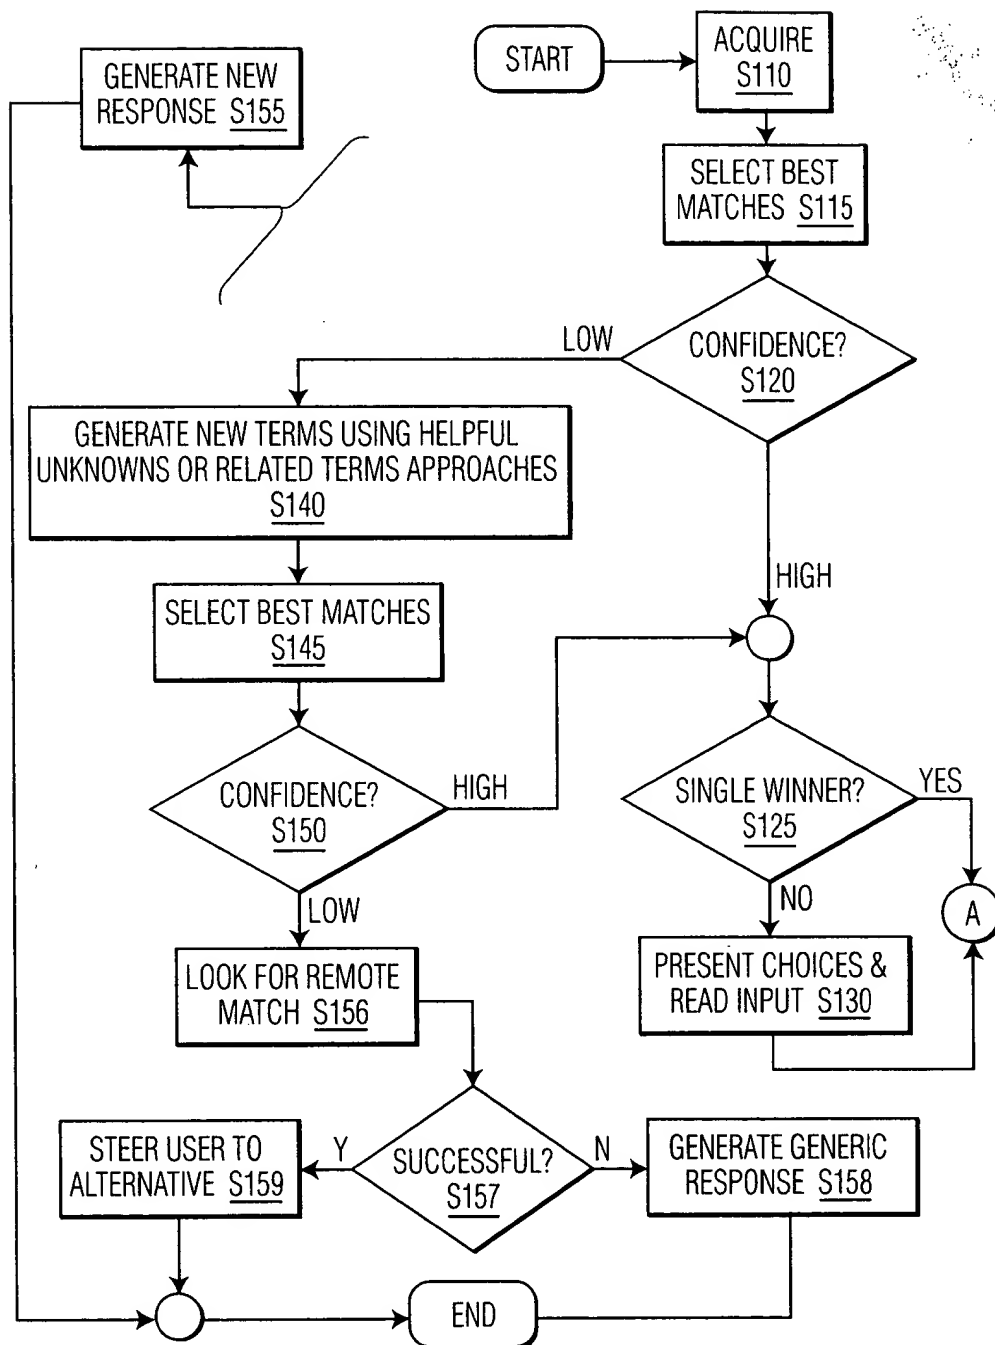 START
ACQUIRE
S110
GENERATE NEW
RESPONSE S155
SELECT BEST
MATCHES S115
LOW
CONFIDENCE?
S120
GENERATE NEW TERMS USING HELPFUL
UNKNOWNS OR RELATED TERMS APPROACHES
S140
HIGH
SELECT BEST MATCHES
S145
CONFIDENCE?
S150
HIGH
SINGLE WINNER?
S125
YES
LOW
NO
A
LOOK FOR REMOTE
MATCH S156
PRESENT CHOICES &
READ INPUT S130
STEER USER TO
ALTERNATIVE S159
Y
SUCCESSFUL?
S157
N
GENERATE GENERIC
RESPONSE S158
END